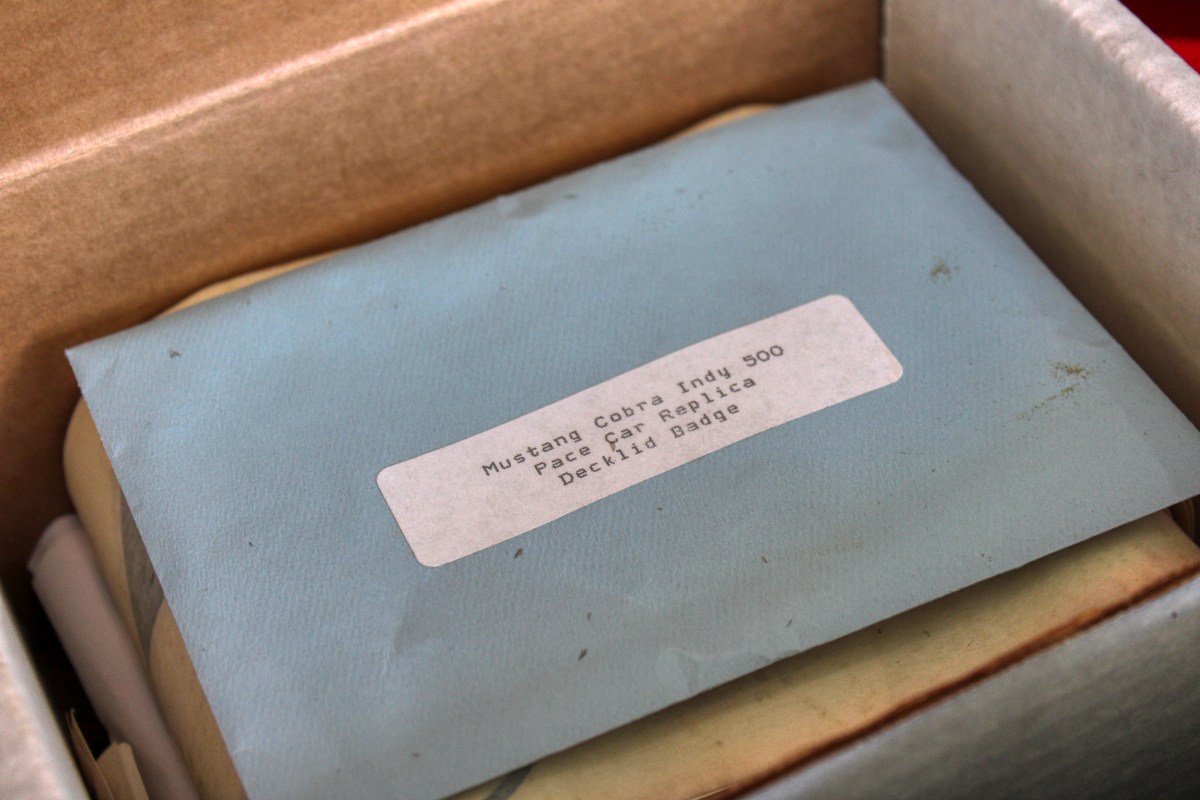 Mustang Cobra Indy 500
Pace Car Replica
Decklid Badge